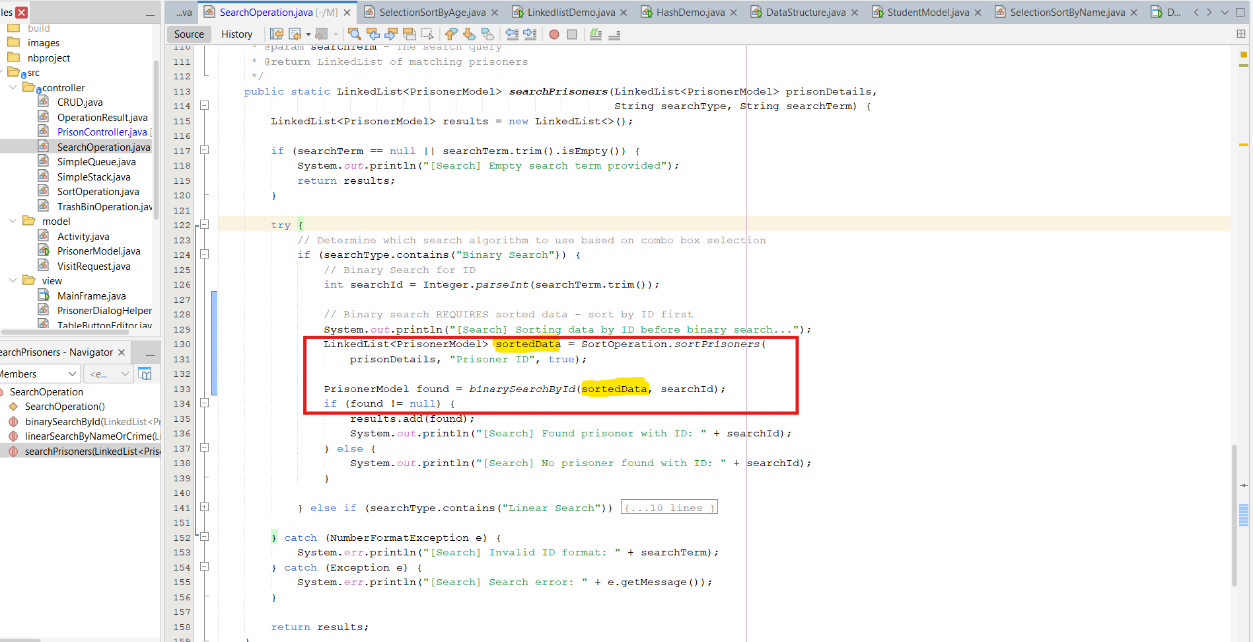 les
...va
SearchOperation.java [-/M]
SelectionSortByAge.java
LinkedlistDemo.java
HashDemo.java
DataStructure.java
StudentModel.java
SelectionSortByName.java
D...
Source
History
build
images
nbproject
src
controller
CRUD.java
OperationResult.java
PrisonController.java [
SearchOperation.java
SimpleQueue.java
SimpleStack.java
SortOperation.java
TrashBinOperation.jav
model
Activity.java
PrisonerModel.java
VisitRequest.java
view
MainFrame.java
PrisonerDialogHelper
TableButtonEditor.jav
earchPrisoners - Navigator
Members
<e...
SearchOperation
SearchOperation()
binarySearchById(LinkedList<Pr
linearSearchByNameOrCrime(Li
searchPrisoners(LinkedList<Pris
110 * @param searchTerm - The search query
111 * @return LinkedList of matching prisoners
112 */
113 public static LinkedList<PrisonerModel> searchPrisoners(LinkedList<PrisonerModel> prisonDetails,
114 String searchType, String searchTerm) {
115 LinkedList<PrisonerModel> results = new LinkedList<>();
116
117 if (searchTerm == null || searchTerm.trim().isEmpty()) {
118 System.out.println("[Search] Empty search term provided");
119 return results;
120 }
121
122 try {
123 // Determine which search algorithm to use based on combo box selection
124 if (searchType.contains("Binary Search")) {
125 // Binary Search for ID
126 int searchId = Integer.parseInt(searchTerm.trim());
127
128 // Binary search REQUIRES sorted data - sort by ID first
129 System.out.println("[Search] Sorting data by ID before binary search...");
130 LinkedList<PrisonerModel> sortedData = SortOperation.sortPrisoners(
131 prisonDetails, "Prisoner ID", true);
132
133 PrisonerModel found = binarySearchById(sortedData, searchId);
134 if (found != null) {
135 results.add(found);
136 System.out.println("[Search] Found prisoner with ID: " + searchId);
137 } else {
138 System.out.println("[Search] No prisoner found with ID: " + searchId);
139 }
140
141 } else if (searchType.contains("Linear Search")) {...10 lines }
151
152 } catch (NumberFormatException e) {
153 System.err.println("[Search] Invalid ID format: " + searchTerm);
154 } catch (Exception e) {
155 System.err.println("[Search] Search error: " + e.getMessage());
156 }
157
158 return results;
159 }